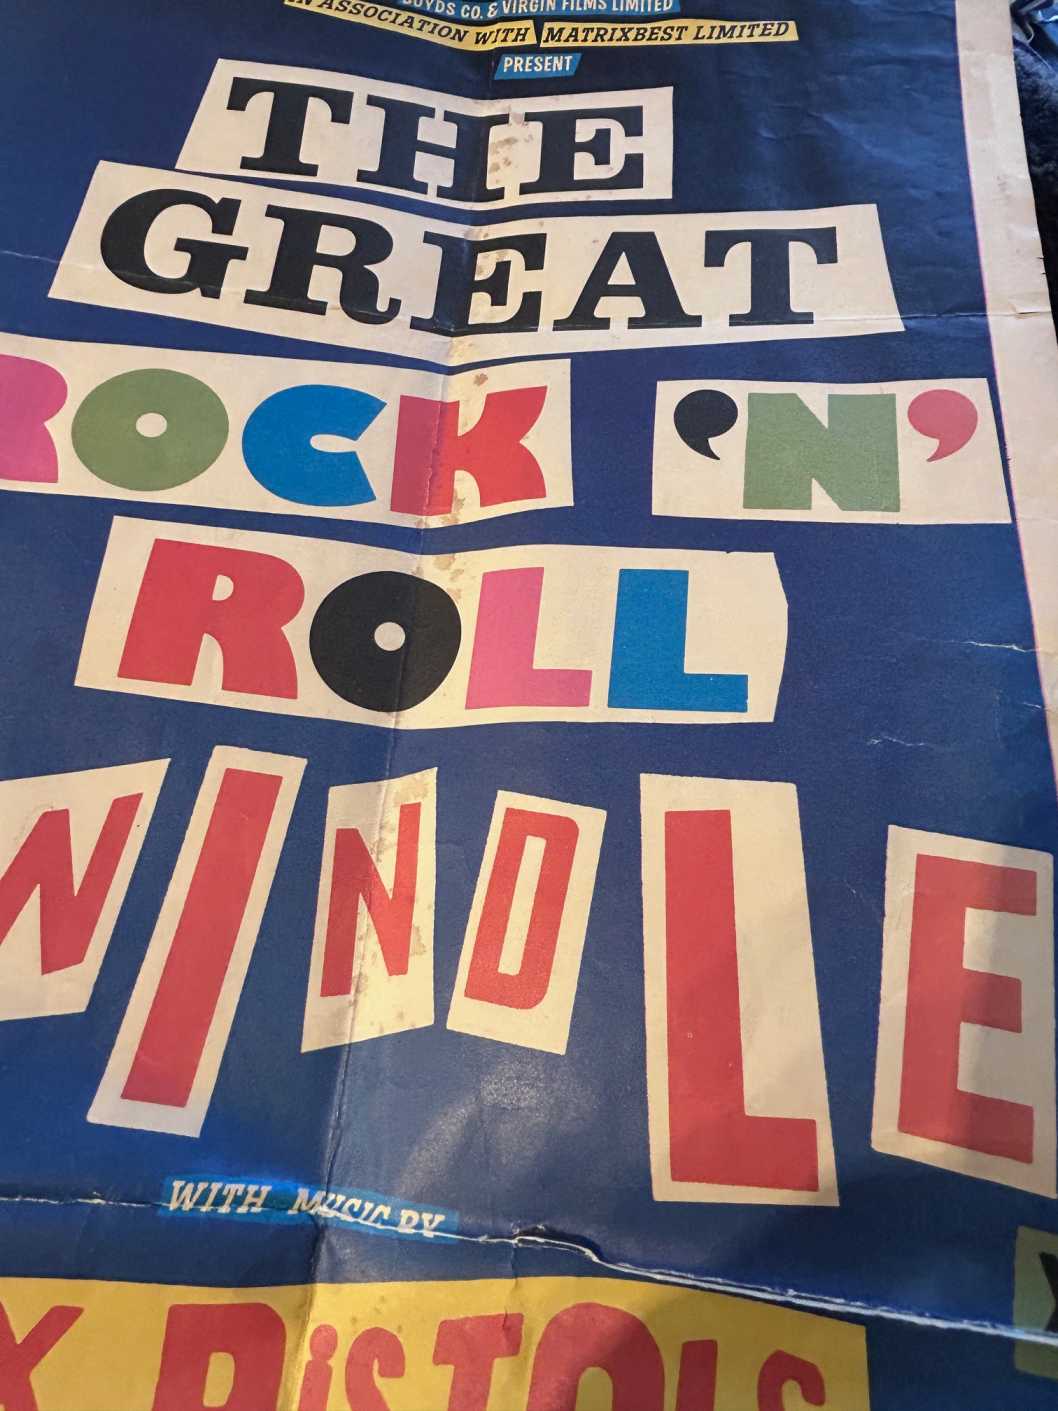 BOYDS CO. & VIRGIN FILMS LIMITED
IN ASSOCIATION WITH MATRIXBEST LIMITED
PRESENT
THE
GREAT
ROCK 'N'
ROLL
WINDLE
WITH MUSIC BY
X PISTOLS